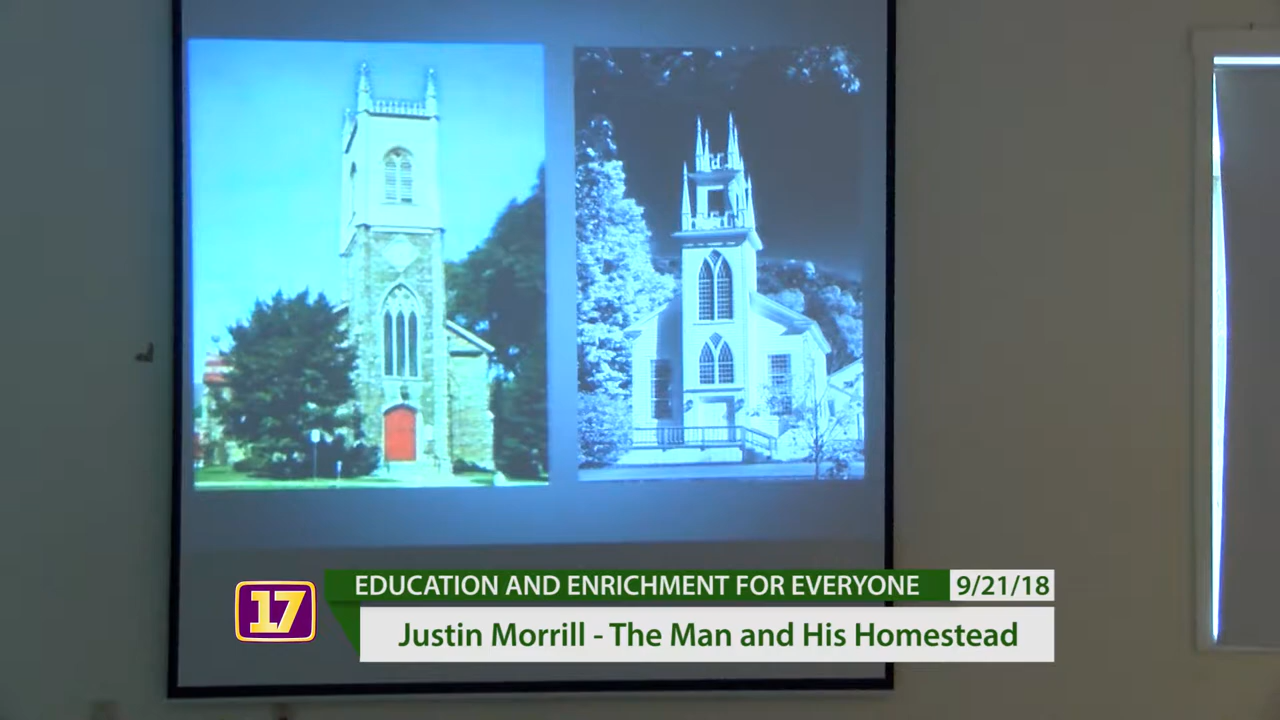 17
EDUCATION AND ENRICHMENT FOR EVERYONE 9/21/18
Justin Morrill - The Man and His Homestead